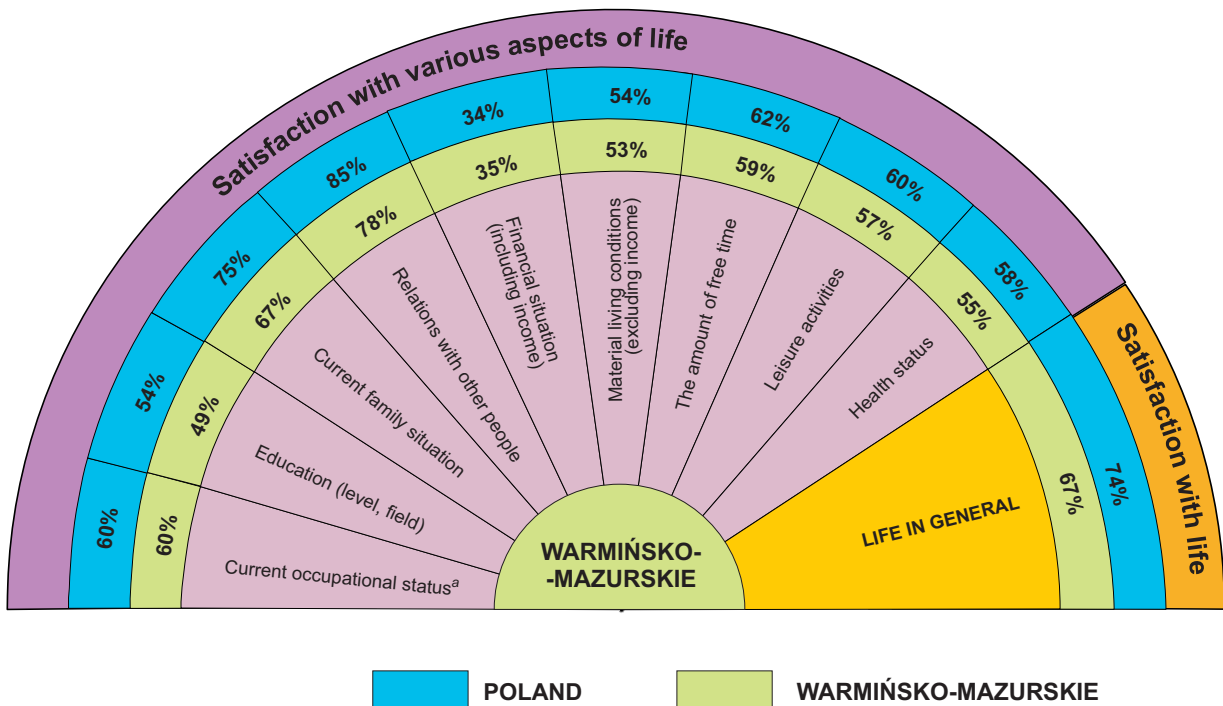 Satisfaction with various aspects of life
Satisfaction with life
60%
54%
75%
85%
34%
54%
62%
60%
58%
74%
60%
49%
67%
78%
35%
53%
59%
57%
55%
67%
Current occupational statusᵃ
Education (level, field)
Current family situation
Relations with other people
Financial situation
(including income)
Material living conditions
(excluding income)
The amount of free time
Leisure activities
Health status
LIFE IN GENERAL
WARMIŃSKO-
-MAZURSKIE
POLAND
WARMIŃSKO-MAZURSKIE